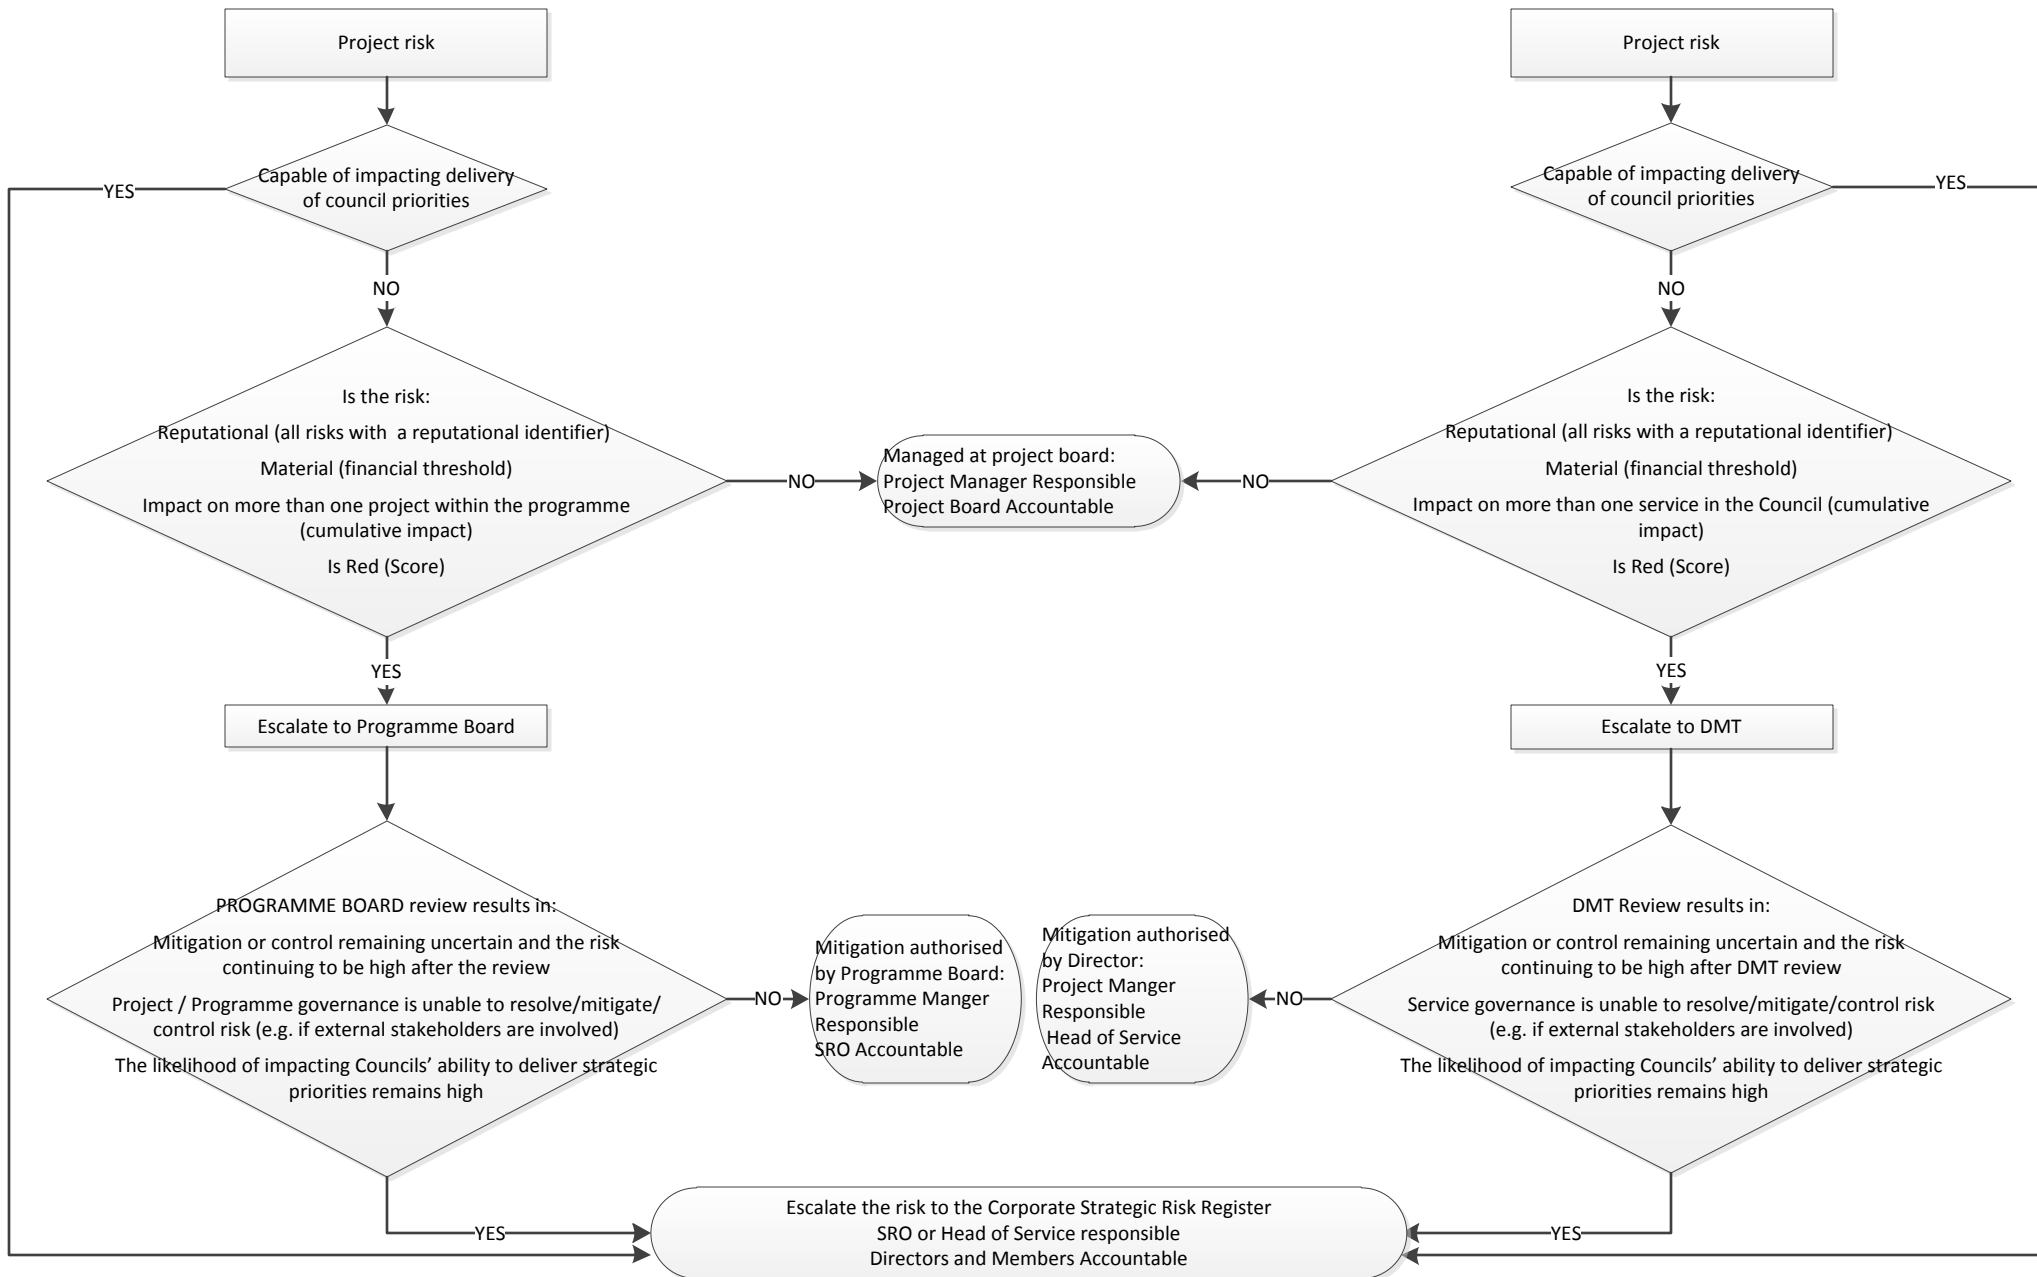 Project risk
Project risk
Capable of impacting delivery
of council priorities
YES
Capable of impacting delivery
of council priorities
YES
NO
NO
Is the risk:
Reputational (all risks with  a reputational identifier)
Material (financial threshold)
Impact on more than one project within the programme
(cumulative impact)
Is Red (Score)
NO
Managed at project board:
Project Manager Responsible
Project Board Accountable
NO
Is the risk:
Reputational (all risks with a reputational identifier)
Material (financial threshold)
Impact on more than one service in the Council (cumulative
impact)
Is Red (Score)
YES
YES
Escalate to Programme Board
Escalate to DMT
PROGRAMME BOARD review results in:
Mitigation or control remaining uncertain and the risk
continuing to be high after the review
Project / Programme governance is unable to resolve/mitigate/
control risk (e.g. if external stakeholders are involved)
The likelihood of impacting Councils’ ability to deliver strategic
priorities remains high
NO
Mitigation authorised
by Programme Board:
Programme Manger
Responsible
SRO Accountable
Mitigation authorised
by Director:
Project Manger
Responsible
Head of Service
Accountable
NO
DMT Review results in:
Mitigation or control remaining uncertain and the risk
continuing to be high after DMT review
Service governance is unable to resolve/mitigate/control risk
(e.g. if external stakeholders are involved)
The likelihood of impacting Councils’ ability to deliver strategic
priorities remains high
YES
Escalate the risk to the Corporate Strategic Risk Register
SRO or Head of Service responsible
Directors and Members Accountable
YES